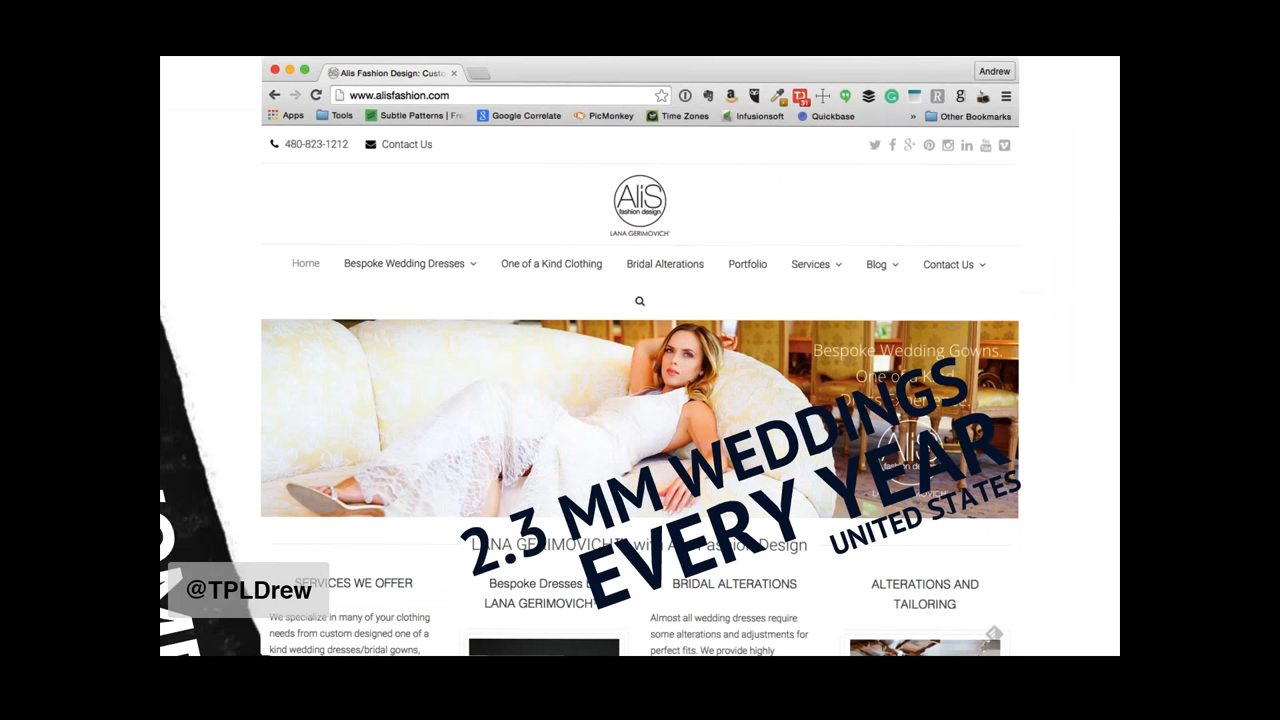 Alis Fashion Design: Custo
Andrew
www.alisfashion.com
Apps
Tools
Subtle Patterns | Fre
Google Correlate
PicMonkey
Time Zones
Infusionsoft
Quickbase
»
Other Bookmarks
480-823-1212
Contact Us
AliS
fashion design
LANA GERIMOVICH
Home
Bespoke Wedding Dresses
One of a Kind Clothing
Bridal Alterations
Portfolio
Services
Blog
Contact Us
Bespoke Wedding Gowns.
One of a Kind
AliS
fashion design
2.3 MM WEDDINGS
EVERY YEAR
UNITED STATES
LANA GERIMOVICH with Alis Fashion Design
@TPLDrew
SERVICES WE OFFER
We specialize in many of your clothing
needs from custom designed one of a
kind wedding dresses/bridal gowns,
Bespoke Dresses
LANA GERIMOVICH
BRIDAL ALTERATIONS
Almost all wedding dresses require
some alterations and adjustments for
perfect fits. We provide highly
ALTERATIONS AND
TAILORING